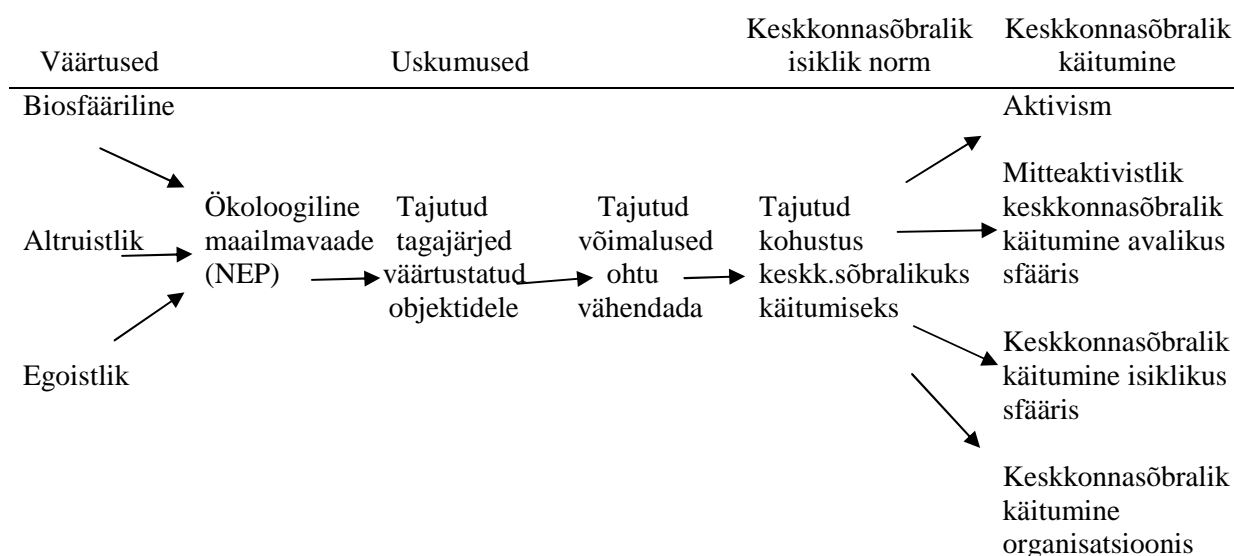 Väärtused
Uskumused
Keskkonnasõbralik
isiklik norm
Keskkonnasõbralik
käitumine
Biosfääriline
Altruistlik
Egoistlik
Ökoloogiline
maailmavaade
(NEP)
Tajutud
tagajärjed
väärtustatud
objektidele
Tajutud
võimalused
ohtu
vähendada
Tajutud
kohustus
keskk.sõbralikuks
käitumiseks
Aktivism
Mitteaktivistlik
keskkonnasõbralik
käitumine avalikus
sfääris
Keskkonnasõbralik
käitumine isiklikus
sfääris
Keskkonnasõbralik
käitumine
organisatsioonis